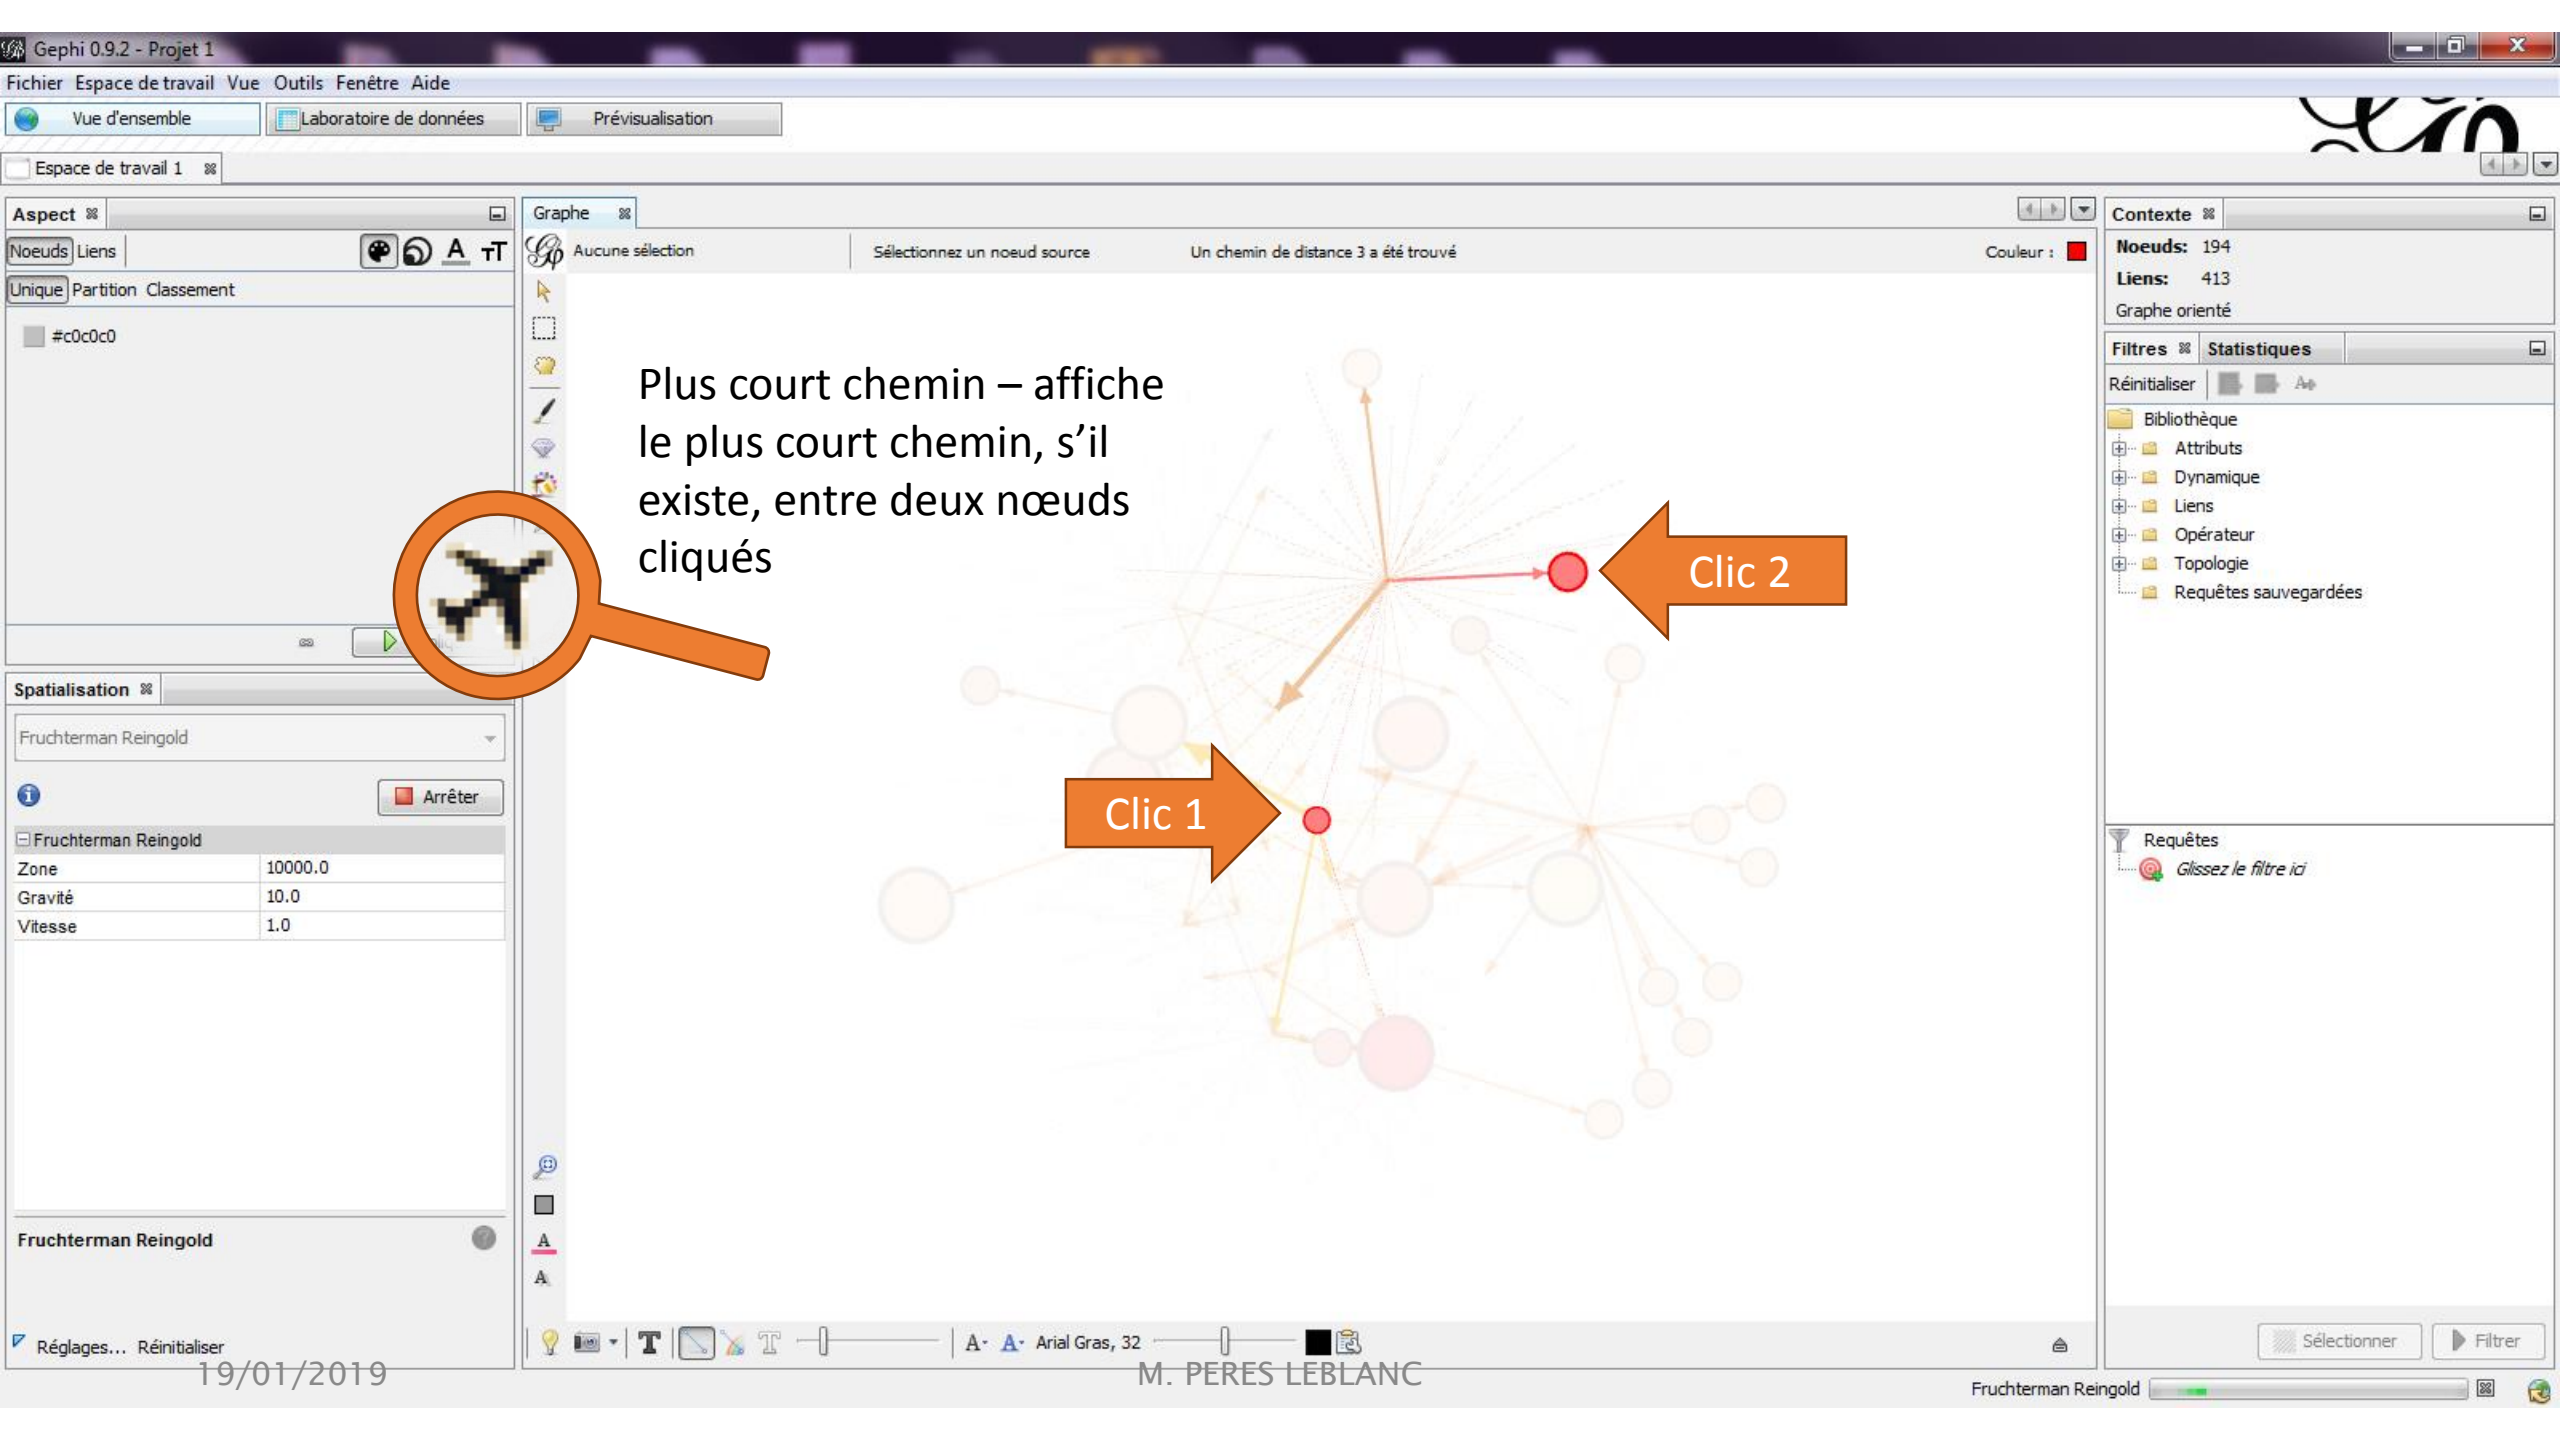 Gephi 0.9.2 - Projet 1
Fichier Espace de travail Vue Outils Fenêtre Aide
Vue d'ensemble Laboratoire de données Prévisualisation
Espace de travail 1
Aspect
Noeuds Liens A TT
Unique Partition Classement
#c0c0c0
Spatialisation
Fruchterman Reingold
Arrêter
Fruchterman Reingold
Zone 10000.0
Gravité 10.0
Vitesse 1.0
Fruchterman Reingold
Réglages... Réinitialiser
Graphe
Aucune sélection Sélectionnez un noeud source Un chemin de distance 3 a été trouvé Couleur :
Plus court chemin – affiche
le plus court chemin, s’il
existe, entre deux nœuds
cliqués
Clic 2
Clic 1
A
A
T T A- A- Arial Gras, 32
Contexte
Noeuds: 194
Liens: 413
Graphe orienté
Filtres Statistiques
Réinitialiser
Bibliothèque
Attributs
Dynamique
Liens
Opérateur
Topologie
Requêtes sauvegardées
Requêtes
Glissez le filtre ici
Sélectionner Filtrer
19/01/2019 M. PERES LEBLANC
Fruchterman Reingold